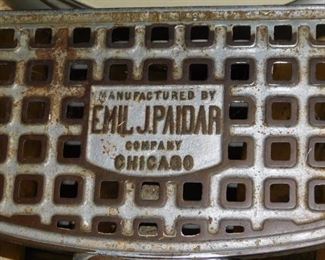 MANUFACTURED BY
EMIL J. PAIDAR
COMPANY
CHICAGO